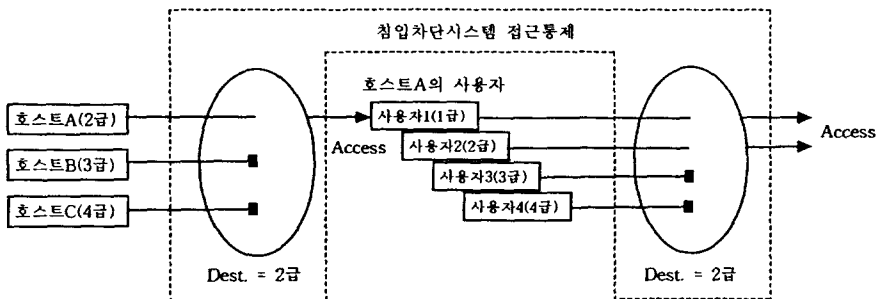 침입차단시스템 접근통제
호스트A의 사용자
호스트A(2급)
호스트B(3급)
호스트C(4급)
Access
사용자1(1급)
사용자2(2급)
사용자3(3급)
사용자4(4급)
Access
Dest. = 2급
Dest. = 2급